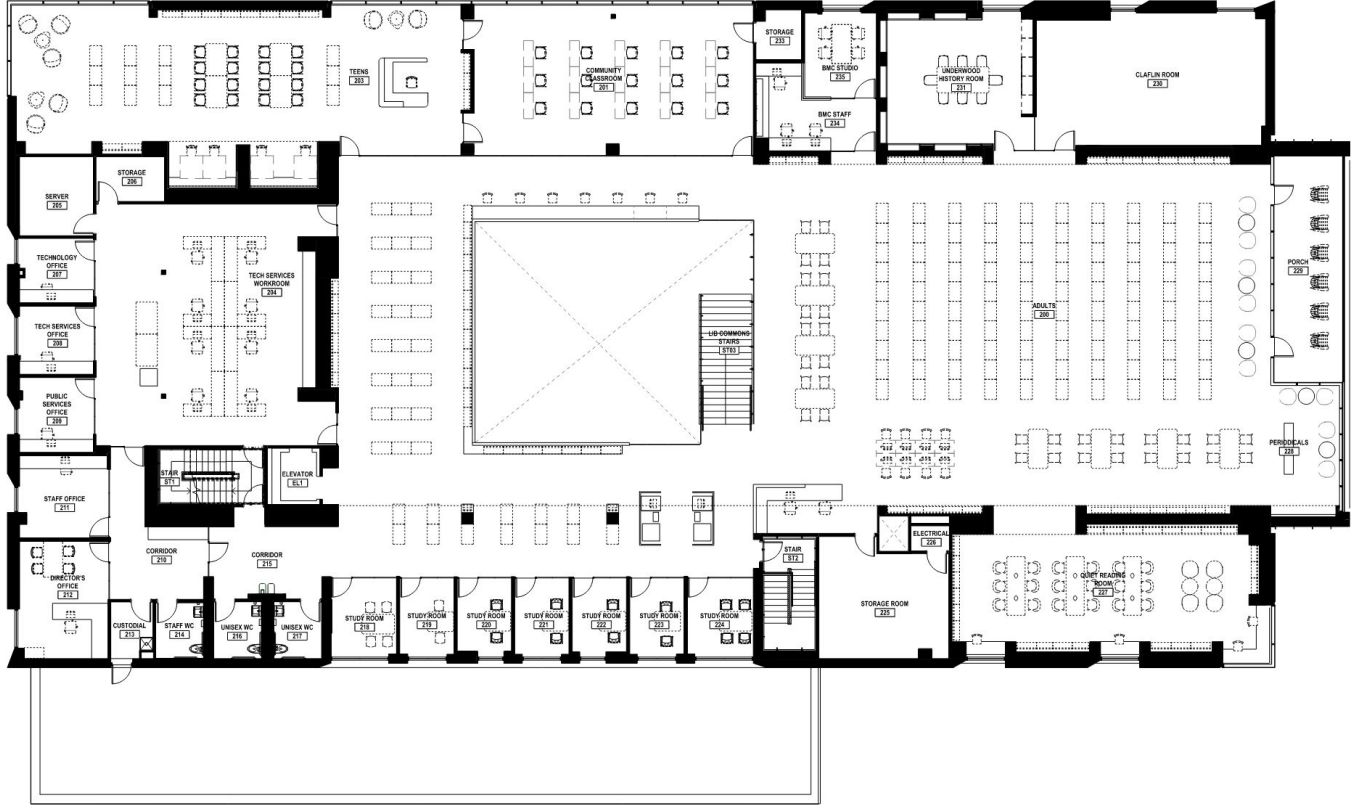 TEENS
203
COMMUNITY
CLASSROOM
201
STORAGE
233
BMC STUDIO
235
BMC STAFF
234
UNDERWOOD
HISTORY ROOM
231
CLAFLIN ROOM
230
SERVER
205
STORAGE
206
TECHNOLOGY
OFFICE
207
TECH SERVICES
WORKROOM
204
TECH SERVICES
OFFICE
208
PUBLIC
SERVICES
OFFICE
209
LIB COMMONS
STAIRS
ST03
ADULTS
200
PORCH
229
PERIODICALS
228
STAIR
ST1
ELEVATOR
EL1
STAFF OFFICE
211
CORRIDOR
210
CORRIDOR
215
DIRECTOR'S
OFFICE
212
CUSTODIAL
213
STAFF WC
214
UNISEX WC
216
UNISEX WC
217
STUDY ROOM
218
STUDY ROOM
219
STUDY ROOM
220
STUDY ROOM
221
STUDY ROOM
222
STUDY ROOM
223
STUDY ROOM
224
STAIR
ST2
STORAGE ROOM
225
ELECTRICAL
226
QUIET READING
ROOM
227